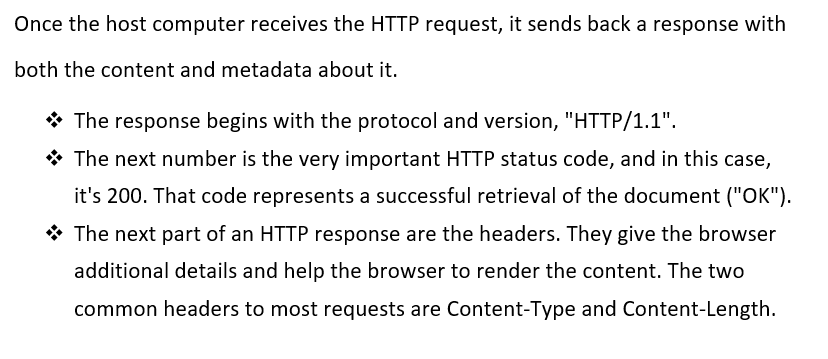 Once the host computer receives the HTTP request, it sends back a response with
both the content and metadata about it.
❖ The response begins with the protocol and version, "HTTP/1.1".
❖ The next number is the very important HTTP status code, and in this case,
it's 200. That code represents a successful retrieval of the document ("OK").
❖ The next part of an HTTP response are the headers. They give the browser
additional details and help the browser to render the content. The two
common headers to most requests are Content-Type and Content-Length.